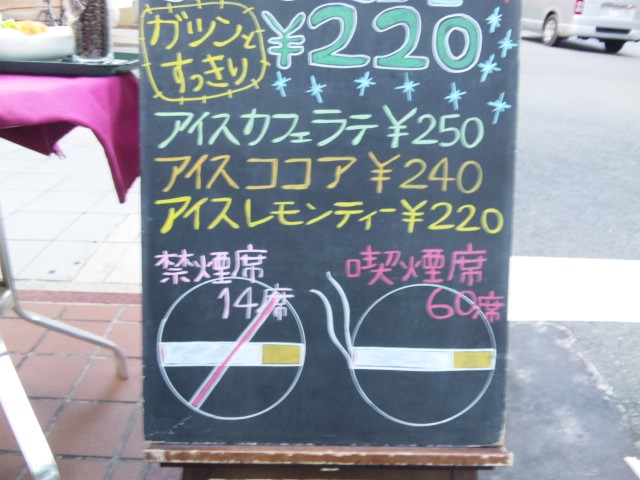 ガツンと
すっきり
¥220
アイスカフェラテ¥250
アイスココア¥240
アイスレモンティー¥220
禁煙席
14席
喫煙席
60席